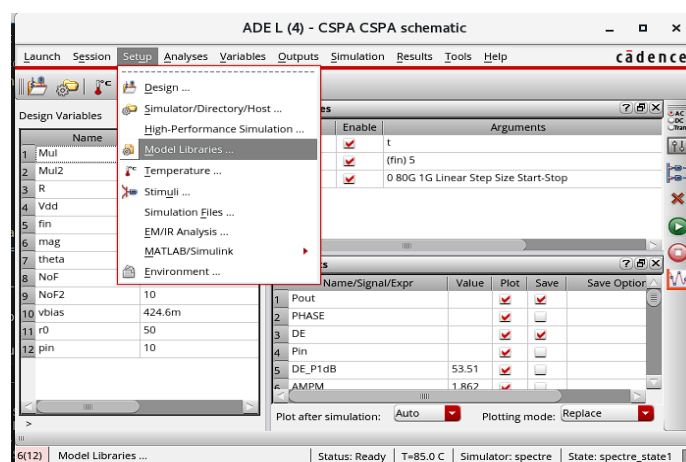 ADE L (4) - CSPA CSPA schematic
Launch Session Setup Analyses Variables Outputs Simulation Results Tools Help
cādence
Design ...
Simulator/Directory/Host ...
High-Performance Simulation ...
Model Libraries ...
Temperature ...
Stimuli ...
Simulation Files ...
EM/IR Analysis ...
MATLAB/Simulink
Environment ...
Design Variables
Name
1 Mul
2 Mul2
3 R
4 Vdd
5 fin
6 mag
7 theta
8 NoF
9 NoF2 10
10 vbias 424.6m
11 r0 50
12 pin 10
>
es
Enable Arguments
t
(fin) 5
0 80G 1G Linear Step Size Start-Stop
AC
DC
Tran
ts
Name/Signal/Expr Value Plot Save Save Option
1 Pout
2 PHASE
3 DE
4 Pin
5 DE_P1dB 53.51
6 AMPM 1.862
Plot after simulation: Auto Plotting mode: Replace
6(12) Model Libraries ... Status: Ready T=85.0 C Simulator: spectre State: spectre_state1